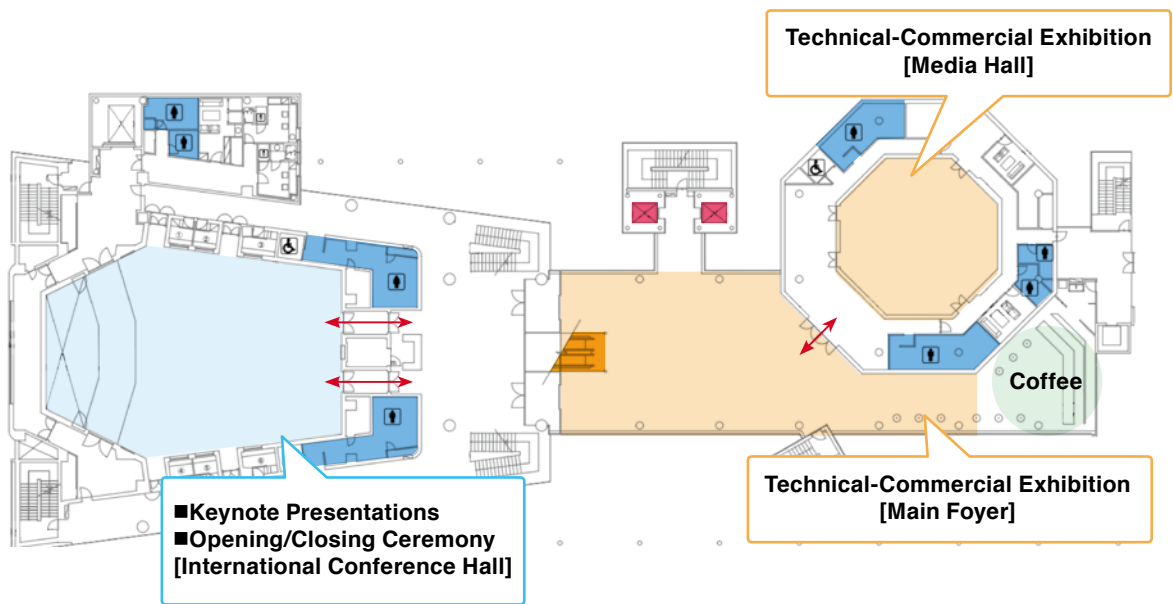 Technical-Commercial Exhibition
[Media Hall]
Coffee
Technical-Commercial Exhibition
[Main Foyer]
■Keynote Presentations
■Opening/Closing Ceremony
[International Conference Hall]